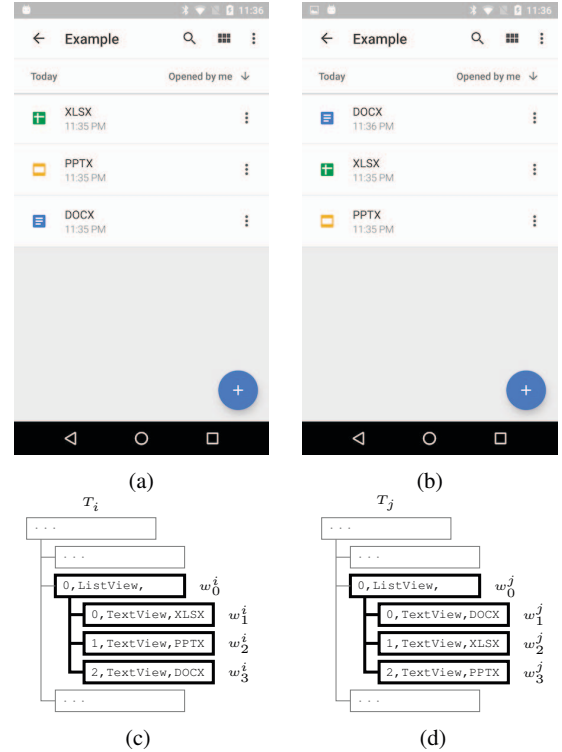 11:36
Example
Today Opened by me
XLSX
11:35 PM
PPTX
11:35 PM
DOCX
11:35 PM
+
(a)
11:36
Example
Today Opened by me
DOCX
11:36 PM
XLSX
11:35 PM
PPTX
11:35 PM
+
(b)
T_i
...
...
0,ListView, w_0^i
0,TextView,XLSX w_1^i
1,TextView,PPTX w_2^i
2,TextView,DOCX w_3^i
...
(c)
T_j
...
...
0,ListView, w_0^j
0,TextView,DOCX w_1^j
1,TextView,XLSX w_2^j
2,TextView,PPTX w_3^j
...
(d)